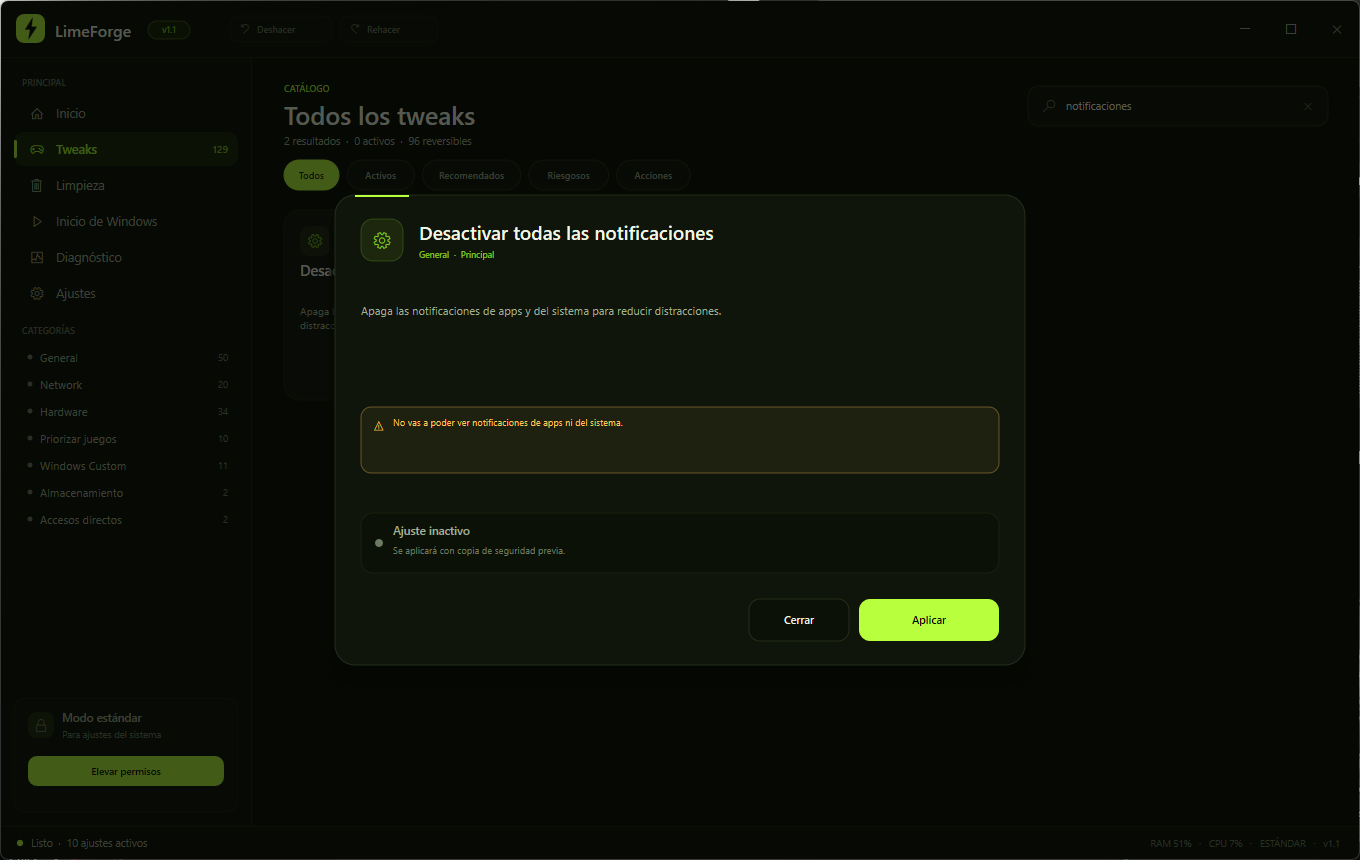 LimeForge
v1.1
Deshacer
Rehacer
PRINCIPAL
Inicio
Tweaks 129
Limpieza
Inicio de Windows
Diagnóstico
Ajustes
CATEGORÍAS
General 50
Network 20
Hardware 34
Priorizar juegos 10
Windows Custom 11
Almacenamiento 2
Accesos directos 2
Modo estándar
Para ajustes del sistema
Elevar permisos
CATÁLOGO
Todos los tweaks
2 resultados · 0 activos · 96 reversibles
notificaciones
Todos
Activos
Recomendados
Riesgosos
Acciones
Desa
Apaga
distracc
Desactivar todas las notificaciones
General · Principal
Apaga las notificaciones de apps y del sistema para reducir distracciones.
No vas a poder ver notificaciones de apps ni del sistema.
Ajuste inactivo
Se aplicará con copia de seguridad previa.
Cerrar
Aplicar
Listo · 10 ajustes activos
RAM 51% · CPU 7% · ESTÁNDAR · v1.1